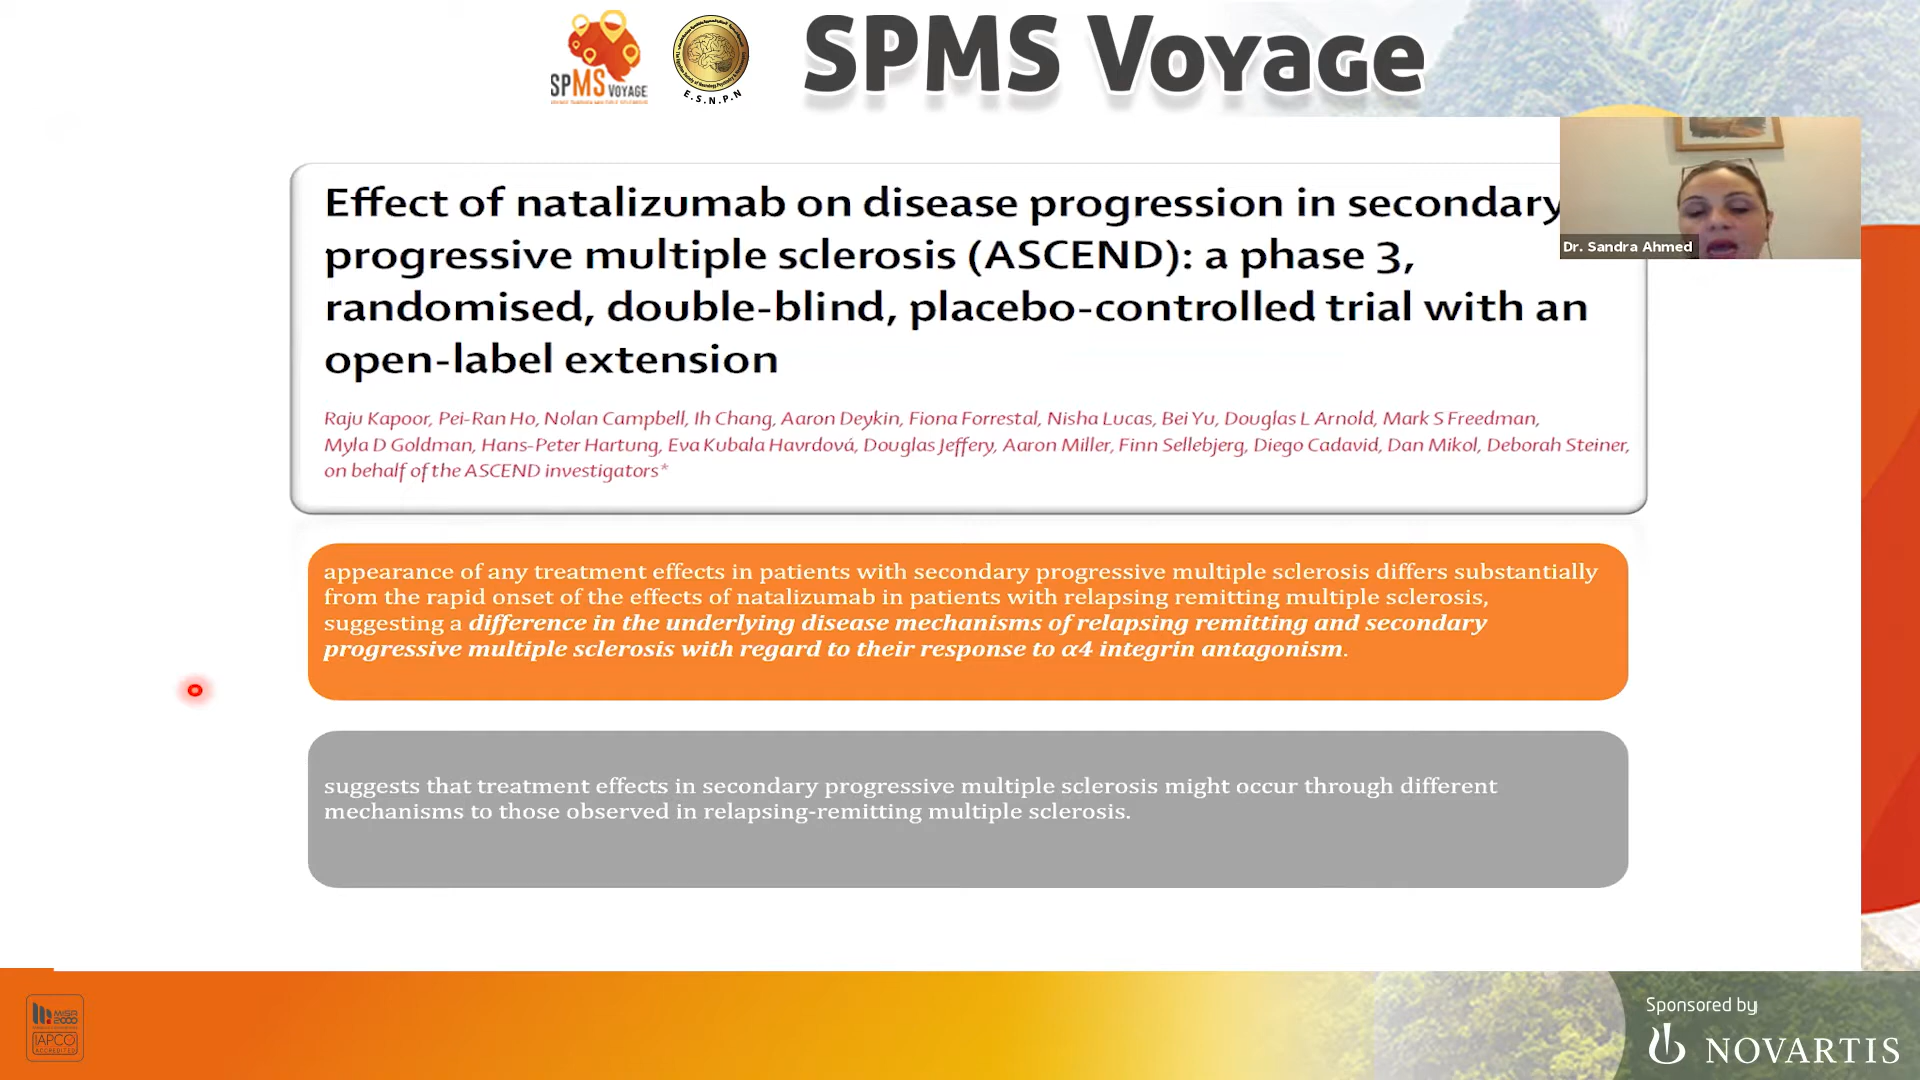 SPMS VOYAGE
E.S.N.P.N
SPMS Voyage
Effect of natalizumab on disease progression in secondary
progressive multiple sclerosis (ASCEND): a phase 3,
randomised, double-blind, placebo-controlled trial with an
open-label extension
Raju Kapoor, Pei-Ran Ho, Nolan Campbell, Ih Chang, Aaron Deykin, Fiona Forrestal, Nisha Lucas, Bei Yu, Douglas L Arnold, Mark S Freedman,
Myla D Goldman, Hans-Peter Hartung, Eva Kubala Havrdová, Douglas Jeffery, Aaron Miller, Finn Sellebjerg, Diego Cadavid, Dan Mikol, Deborah Steiner,
on behalf of the ASCEND investigators*
Dr. Sandra Ahmed
appearance of any treatment effects in patients with secondary progressive multiple sclerosis differs substantially
from the rapid onset of the effects of natalizumab in patients with relapsing remitting multiple sclerosis,
suggesting a difference in the underlying disease mechanisms of relapsing remitting and secondary
progressive multiple sclerosis with regard to their response to α4 integrin antagonism.
suggests that treatment effects in secondary progressive multiple sclerosis might occur through different
mechanisms to those observed in relapsing-remitting multiple sclerosis.
MISR
2000
IAPCO
ACCREDITED
Sponsored by
NOVARTIS